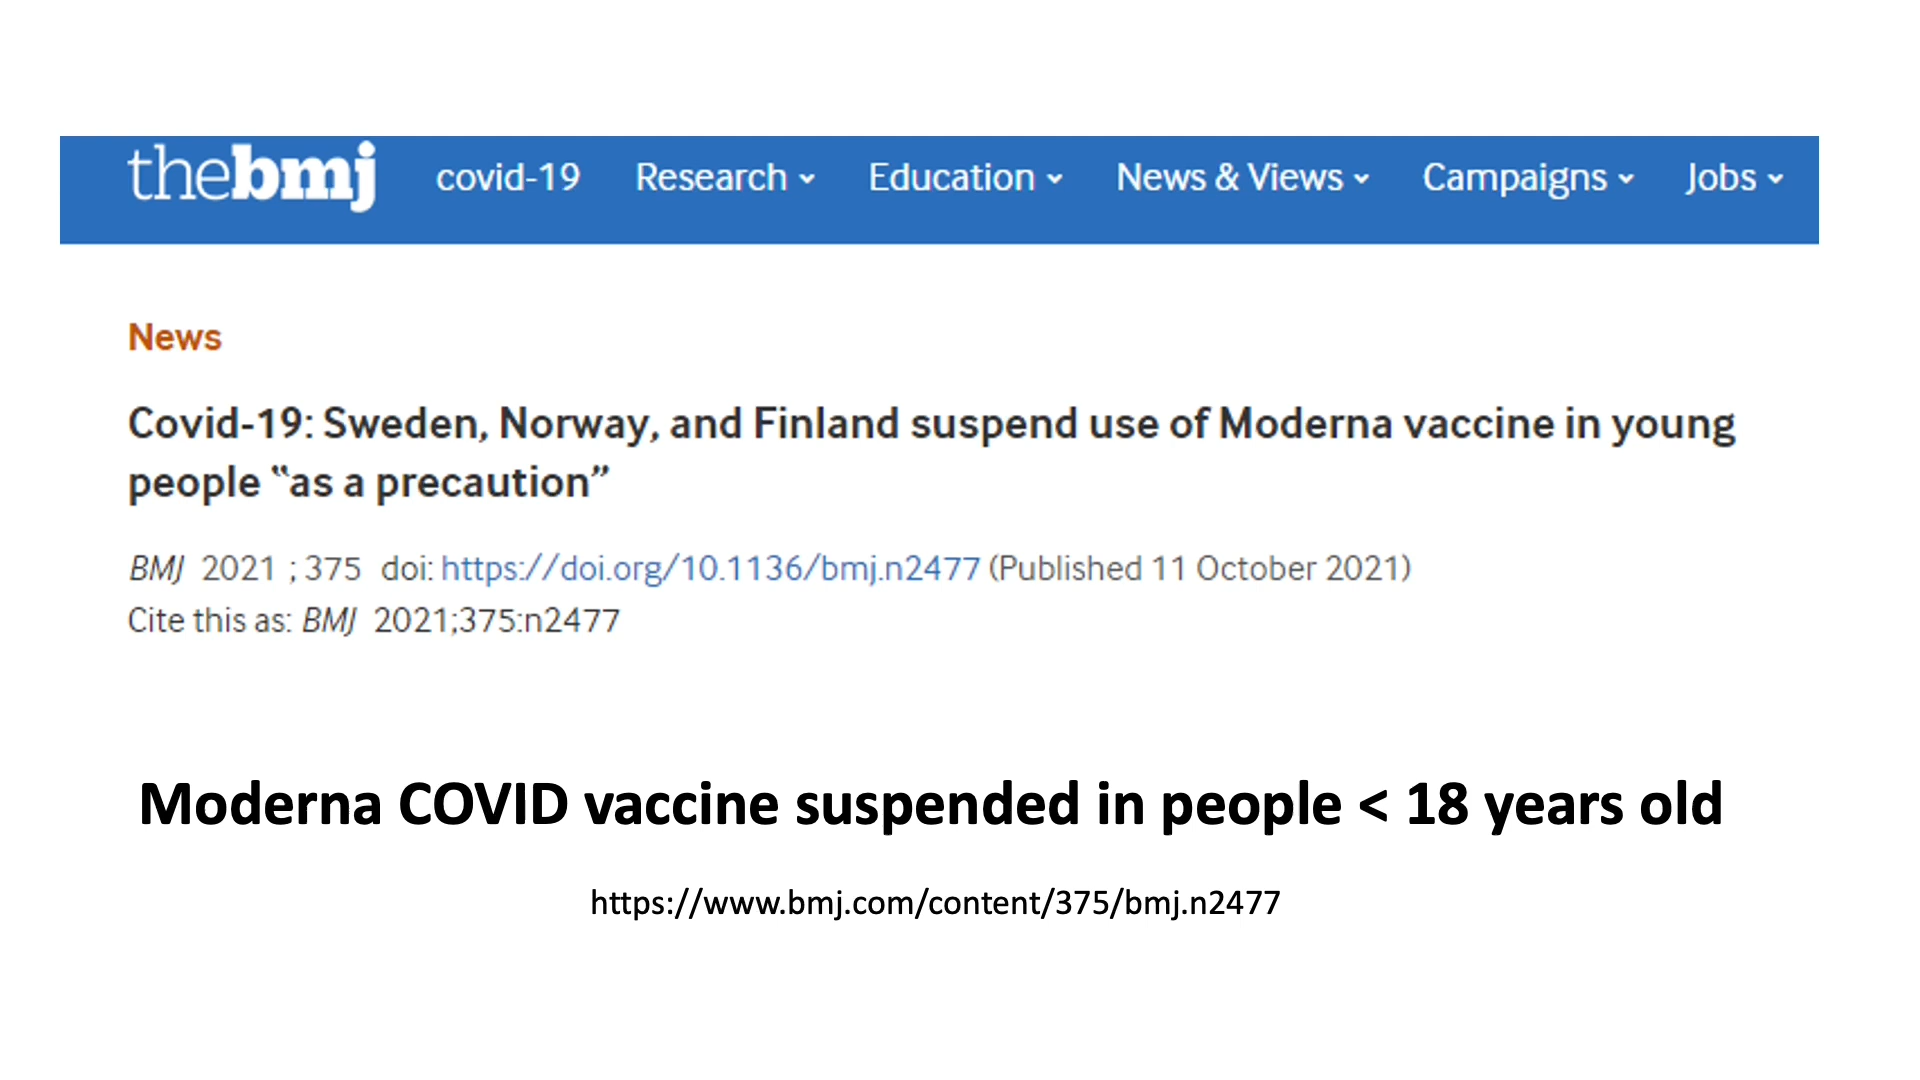 thebmj covid-19 Research Education News & Views Campaigns Jobs
News
Covid-19: Sweden, Norway, and Finland suspend use of Moderna vaccine in young
people “as a precaution”
BMJ 2021 ; 375 doi: https://doi.org/10.1136/bmj.n2477 (Published 11 October 2021)
Cite this as: BMJ 2021;375:n2477
Moderna COVID vaccine suspended in people < 18 years old
https://www.bmj.com/content/375/bmj.n2477